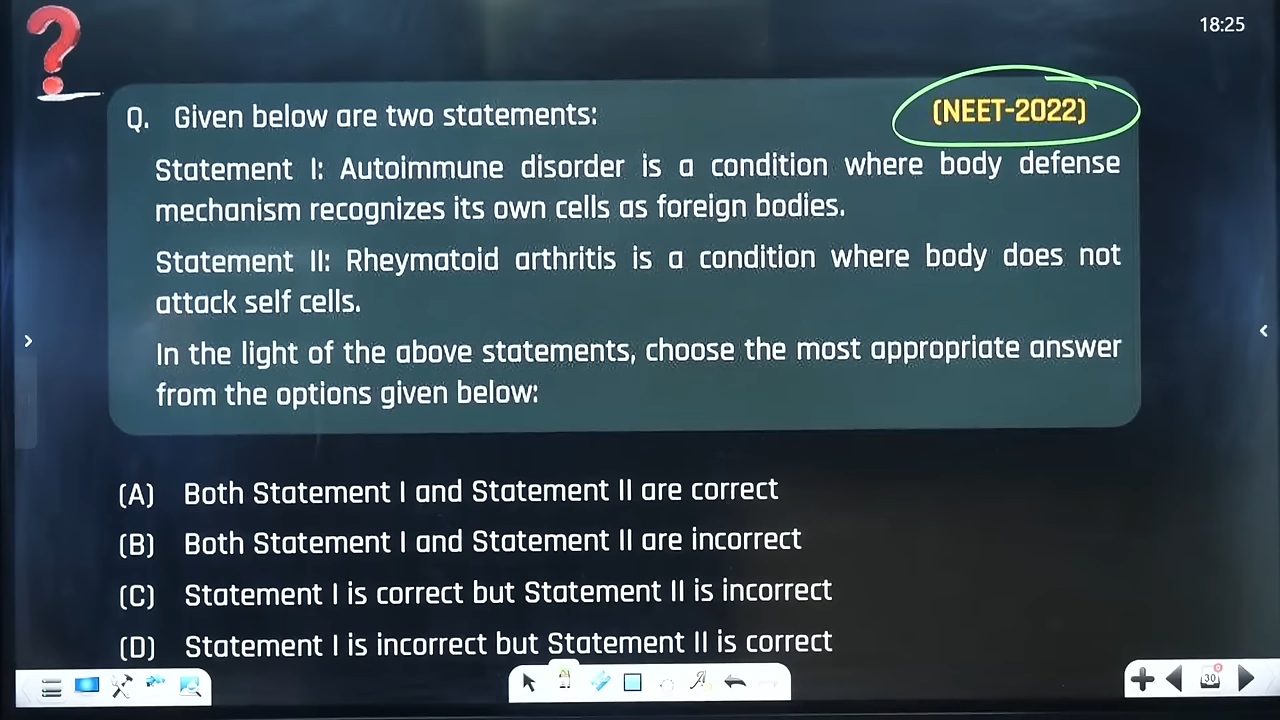 18:25
Q. Given below are two statements: (NEET-2022)
Statement I: Autoimmune disorder is a condition where body defense
mechanism recognizes its own cells as foreign bodies.
Statement II: Rheymatoid arthritis is a condition where body does not
attack self cells.
In the light of the above statements, choose the most appropriate answer
from the options given below:
(A) Both Statement I and Statement II are correct
(B) Both Statement I and Statement II are incorrect
(C) Statement I is correct but Statement II is incorrect
(D) Statement I is incorrect but Statement II is correct
30